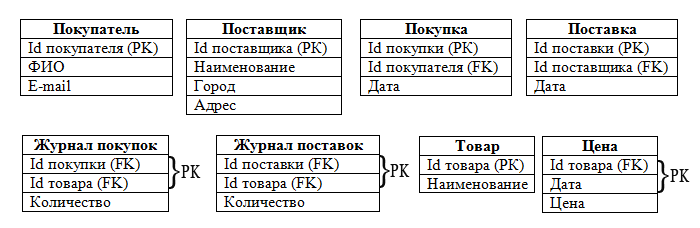 Покупатель
Id покупателя (PK)
ФИО
E-mail
Поставщик
Id поставщика (PK)
Наименование
Город
Адрес
Покупка
Id покупки (PK)
Id покупателя (FK)
Дата
Поставка
Id поставки (PK)
Id поставщика (FK)
Дата
Журнал покупок
Id покупки (FK)
Id товара (FK)
Количество
PK
Журнал поставок
Id поставки (FK)
Id товара (FK)
Количество
PK
Товар
Id товара (PK)
Наименование
Цена
Id товара (FK)
Дата
Цена
PK